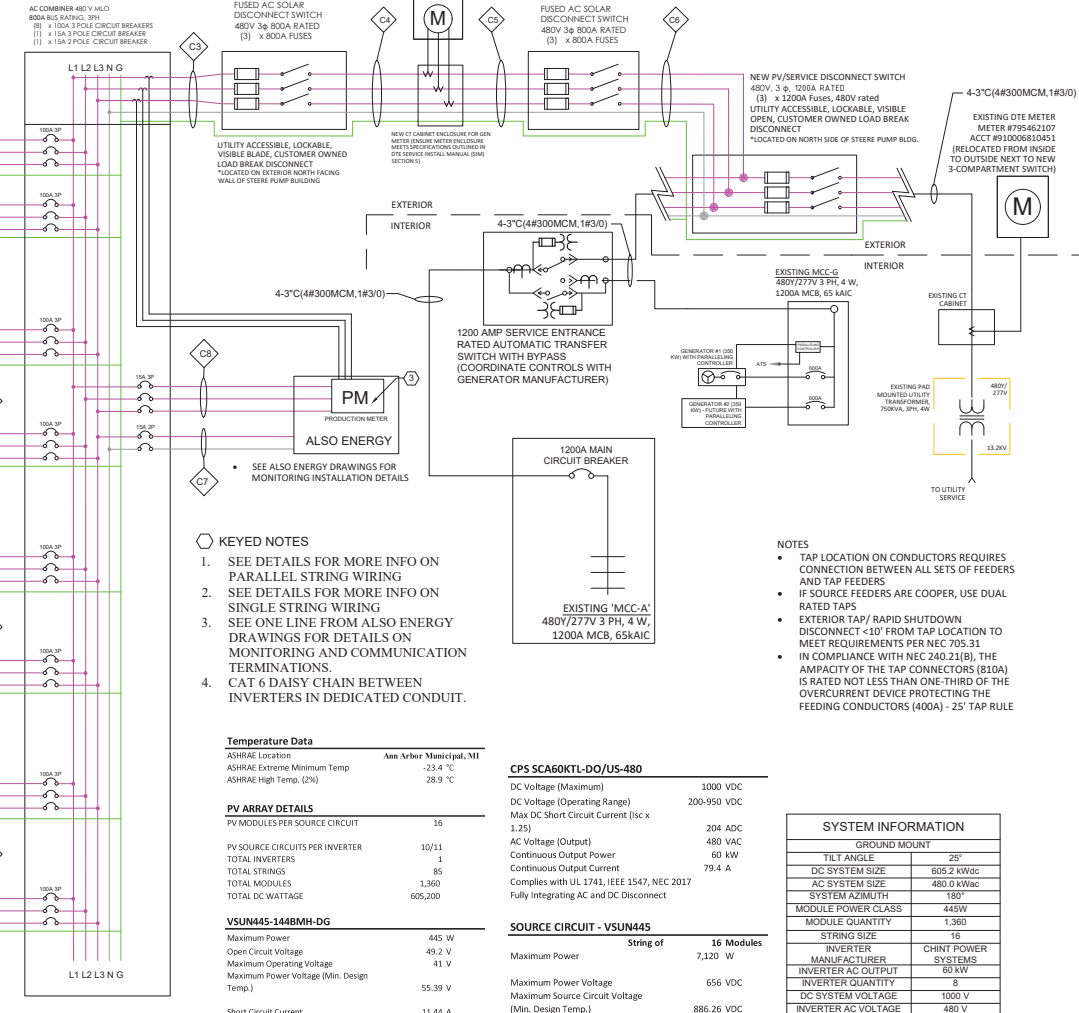 AC COMBINER 480 V MLO
800A BUS RATING, 3PH
(8) x 100A 3 POLE CIRCUIT BREAKERS
(1) x 15A 3 POLE CIRCUIT BREAKER
(1) x 15A 2 POLE CIRCUIT BREAKER
L1 L2 L3 N G
C3
FUSED AC SOLAR
DISCONNECT SWITCH
480V 3ϕ 800A RATED
(3) x 800A FUSES
UTILITY ACCESSIBLE, LOCKABLE,
VISIBLE BLADE, CUSTOMER OWNED
LOAD BREAK DISCONNECT
*LOCATED ON EXTERIOR NORTH FACING
WALL OF STEERE PUMP BUILDING
C4
M
NEW CT CABINET ENCLOSURE FOR GEN
METER (ENSURE METER ENCLOSURE
MEETS SPECIFICATIONS OUTLINED IN
DTE SERVICE INSTALL MANUAL (SIM)
SECTION 5)
C5
FUSED AC SOLAR
DISCONNECT SWITCH
480V 3ϕ 800A RATED
(3) x 800A FUSES
C6
NEW PV/SERVICE DISCONNECT SWITCH
480V, 3 ϕ, 1200A RATED
(3) x 1200A Fuses, 480V rated
UTILITY ACCESSIBLE, LOCKABLE, VISIBLE
OPEN, CUSTOMER OWNED LOAD BREAK
DISCONNECT
*LOCATED ON NORTH SIDE OF STEERE PUMP BLDG.
4-3"C(4#300MCM,1#3/0)
EXISTING DTE METER
METER #795462107
ACCT #910006810451
(RELOCATED FROM INSIDE
TO OUTSIDE NEXT TO NEW
3-COMPARTMENT SWITCH)
M
EXTERIOR
INTERIOR
EXTERIOR
INTERIOR
4-3"C(4#300MCM,1#3/0)
4-3"C(4#300MCM,1#3/0)
1200 AMP SERVICE ENTRANCE
RATED AUTOMATIC TRANSFER
SWITCH WITH BYPASS
(COORDINATE CONTROLS WITH
GENERATOR MANUFACTURER)
EXISTING MCC-G
480Y/277V 3 PH, 4 W,
1200A MCB, 65 kAIC
PARALLELING
CONTROLLER
ATS
600A
600A
GENERATOR #1 (350
KW) WITH PARALLELING
CONTROLLER
GENERATOR #2 (350
KW) - FUTURE WITH
PARALLELING
CONTROLLER
EXISTING CT
CABINET
EXISTING PAD
MOUNTED UTILITY
TRANSFORMER,
750KVA, 3PH, 4W
480Y/
277V
13.2KV
TO UTILITY
SERVICE
100A 3P
100A 3P
100A 3P
100A 3P
100A 3P
100A 3P
100A 3P
100A 3P
L1 L2 L3 N G
15A 3P
15A 2P
C8
C7
PM
3
PRODUCTION METER
ALSO ENERGY
• SEE ALSO ENERGY DRAWINGS FOR
MONITORING INSTALLATION DETAILS
1200A MAIN
CIRCUIT BREAKER
EXISTING 'MCC-A'
480Y/277V 3 PH, 4 W,
1200A MCB, 65kAIC
KEYED NOTES
1. SEE DETAILS FOR MORE INFO ON
PARALLEL STRING WIRING
2. SEE DETAILS FOR MORE INFO ON
SINGLE STRING WIRING
3. SEE ONE LINE FROM ALSO ENERGY
DRAWINGS FOR DETAILS ON
MONITORING AND COMMUNICATION
TERMINATIONS.
4. CAT 6 DAISY CHAIN BETWEEN
INVERTERS IN DEDICATED CONDUIT.
NOTES
• TAP LOCATION ON CONDUCTORS REQUIRES
CONNECTION BETWEEN ALL SETS OF FEEDERS
AND TAP FEEDERS
• IF SOURCE FEEDERS ARE COOPER, USE DUAL
RATED TAPS
• EXTERIOR TAP/ RAPID SHUTDOWN
DISCONNECT <10' FROM TAP LOCATION TO
MEET REQUIREMENTS PER NEC 705.31
• IN COMPLIANCE WITH NEC 240.21(B), THE
AMPACITY OF THE TAP CONNECTORS (810A)
IS RATED NOT LESS THAN ONE-THIRD OF THE
OVERCURRENT DEVICE PROTECTING THE
FEEDING CONDUCTORS (400A) - 25' TAP RULE
Temperature Data
ASHRAE Location Ann Arbor Municipal, MI
ASHRAE Extreme Minimum Temp -23.4 °C
ASHRAE High Temp. (2%) 28.9 °C
PV ARRAY DETAILS
PV MODULES PER SOURCE CIRCUIT 16
PV SOURCE CIRCUITS PER INVERTER 10/11
TOTAL INVERTERS 1
TOTAL STRINGS 85
TOTAL MODULES 1,360
TOTAL DC WATTAGE 605,200
VSUN445-144BMH-DG
Maximum Power 445 W
Open Circuit Voltage 49.2 V
Maximum Operating Voltage 41 V
Maximum Power Voltage (Min. Design
Temp.) 55.39 V
Short Circuit Current 11.44 A
CPS SCA60KTL-DO/US-480
DC Voltage (Maximum) 1000 VDC
DC Voltage (Operating Range) 200-950 VDC
Max DC Short Circuit Current (Isc x
1.25) 204 ADC
AC Voltage (Output) 480 VAC
Continuous Output Power 60 kW
Continuous Output Current 79.4 A
Complies with UL 1741, IEEE 1547, NEC 2017
Fully Integrating AC and DC Disconnect
SOURCE CIRCUIT - VSUN445
String of 16 Modules
Maximum Power 7,120 W
Maximum Power Voltage 656 VDC
Maximum Source Circuit Voltage
(Min. Design Temp.) 886.26 VDC
SYSTEM INFORMATION
GROUND MOUNT
TILT ANGLE 25°
DC SYSTEM SIZE 605.2 kWdc
AC SYSTEM SIZE 480.0 kWac
SYSTEM AZIMUTH 180°
MODULE POWER CLASS 445W
MODULE QUANTITY 1,360
STRING SIZE 16
INVERTER MANUFACTURER CHINT POWER SYSTEMS
INVERTER AC OUTPUT 60 kW
INVERTER QUANTITY 8
DC SYSTEM VOLTAGE 1000 V
INVERTER AC VOLTAGE 480 V